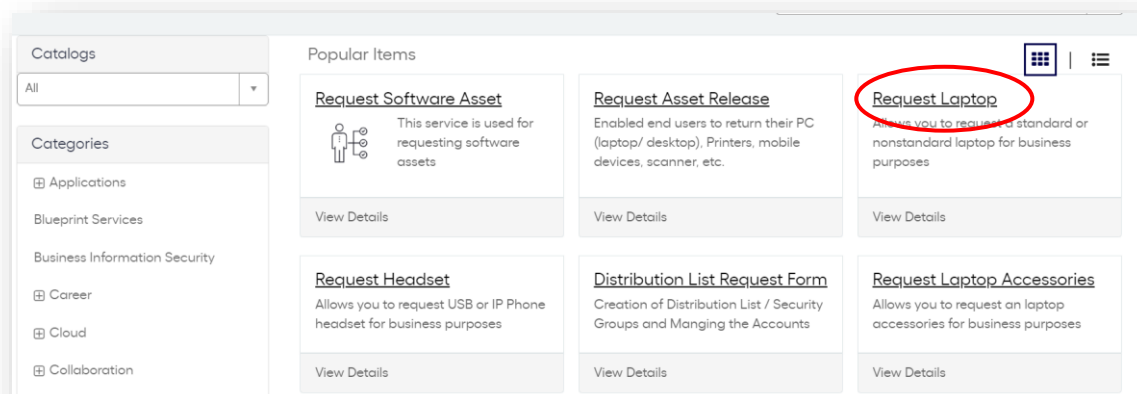 Catalogs
All
Categories
Applications
Blueprint Services
Business Information Security
Career
Cloud
Collaboration
Popular Items
Request Software Asset
This service is used for
requesting software
assets
View Details
Request Asset Release
Enabled end users to return their PC
(laptop/ desktop), Printers, mobile
devices, scanner, etc.
View Details
Request Laptop
Allows you to request a standard or
nonstandard laptop for business
purposes
View Details
Request Headset
Allows you to request USB or IP Phone
headset for business purposes
View Details
Distribution List Request Form
Creation of Distribution List / Security
Groups and Manging the Accounts
View Details
Request Laptop Accessories
Allows you to request an laptop
accessories for business purposes
View Details